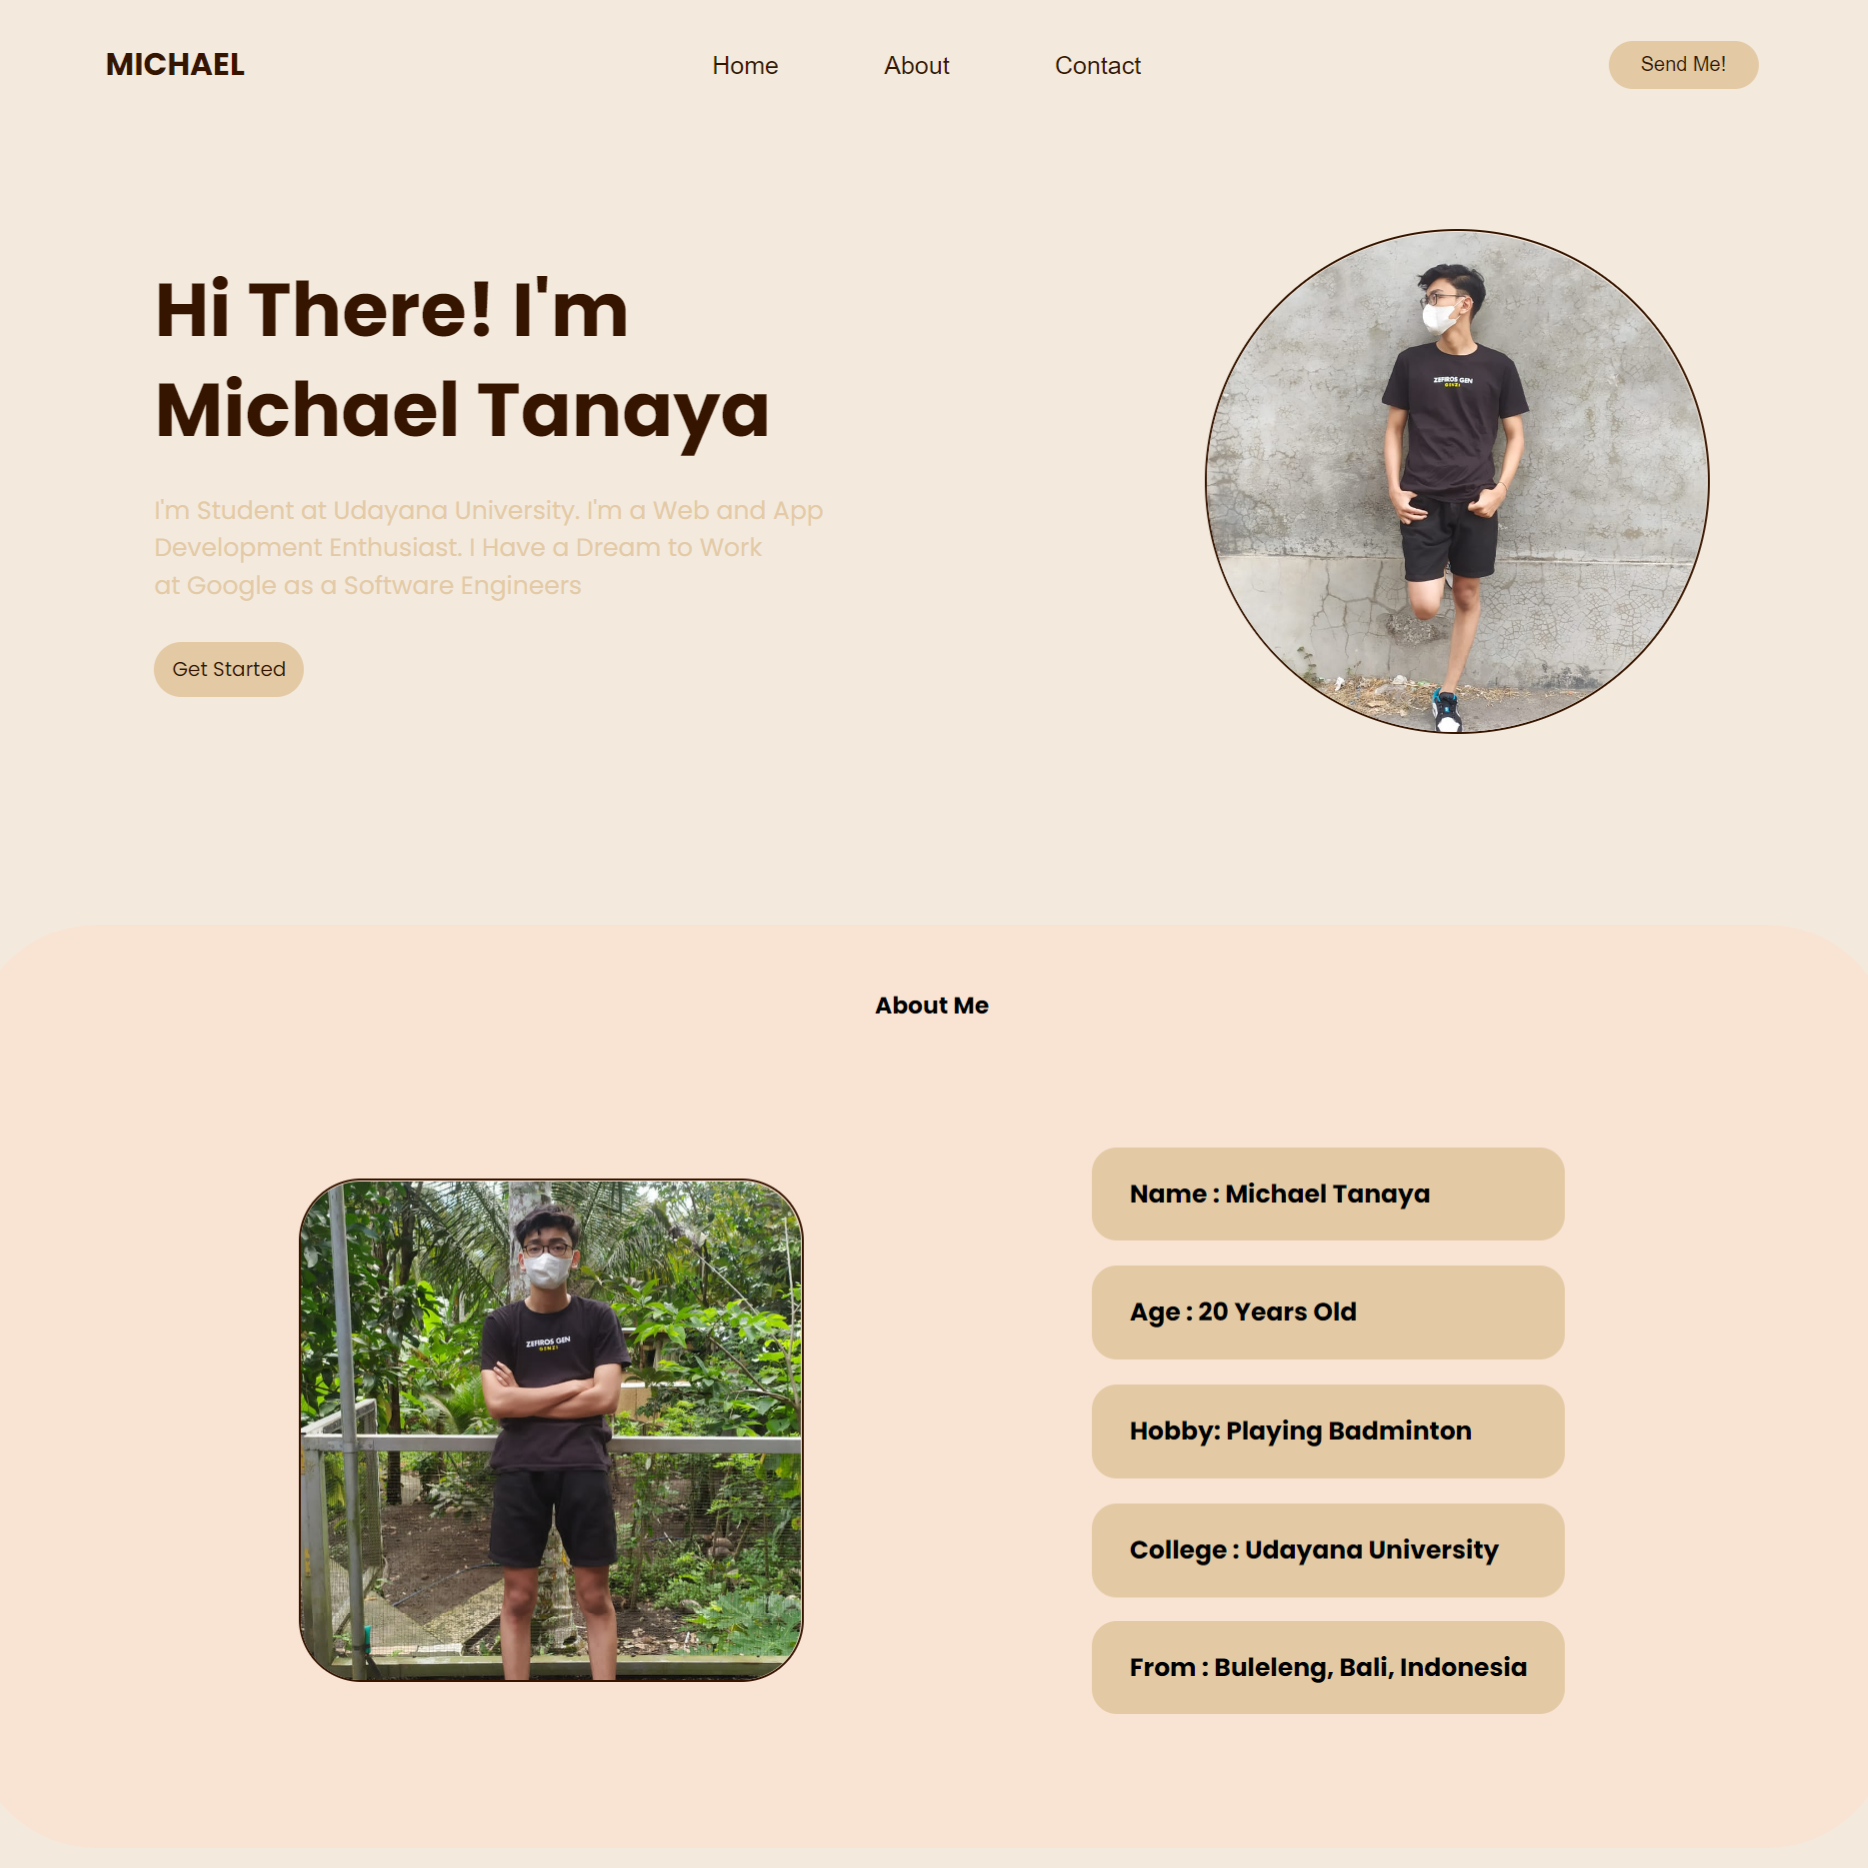 MICHAEL
Home
About
Contact
Send Me!
Hi There! I'm
Michael Tanaya
I'm Student at Udayana University. I'm a Web and App
Development Enthusiast. I Have a Dream to Work
at Google as a Software Engineers
Get Started
ZEFIROS GEN
GENZI
About Me
ZEFIROS GEN
GENZI
Name : Michael Tanaya
Age : 20 Years Old
Hobby: Playing Badminton
College : Udayana University
From : Buleleng, Bali, Indonesia